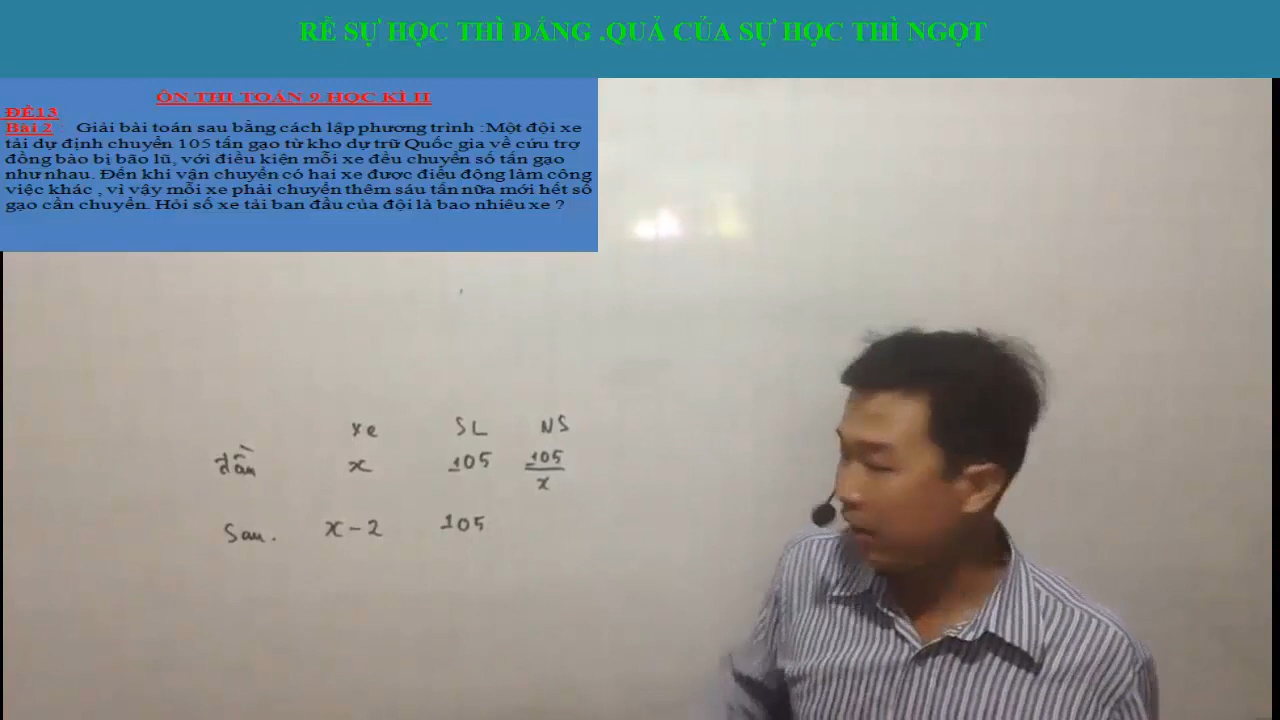 RỄ SỰ HỌC THÌ ĐẮNG .QUẢ CỦA SỰ HỌC THÌ NGỌT
ÔN THI TOÁN 9 HỌC KÌ II
ĐỀ13
Bài 2 Giải bài toán sau bằng cách lập phương trình :Một đội xe
tải dự định chuyển 105 tấn gạo từ kho dự trữ Quốc gia về cứu trợ
đồng bào bị bão lũ, với điều kiện mỗi xe đều chuyển số tấn gạo
như nhau. Đến khi vận chuyển có hai xe được điều động làm công
việc khác , vì vậy mỗi xe phải chuyển thêm sáu tấn nữa mới hết số
gạo cần chuyển. Hỏi số xe tải ban đầu của đội là bao nhiêu xe ?
xe SL NS
đầu x 105 105/x
Sau. x-2 105